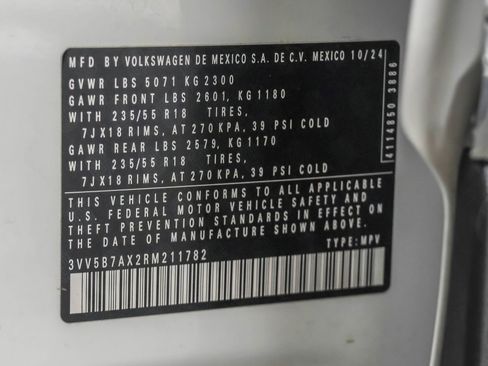 MFD BY VOLKSWAGEN DE MEXICO S.A. DE C.V. MEXICO 10/24
GVWR LBS 5071 KG 2300
GAWR FRONT LBS 2601, KG 1180
WITH 235/55 R18 TIRES,
7JX18 RIMS, AT 270 KPA, 39 PSI COLD
GAWR REAR LBS 2579, KG 1170
WITH 235/55 R18 TIRES,
7JX18 RIMS, AT 270 KPA, 39 PSI COLD
THIS VEHICLE CONFORMS TO ALL APPLICABLE
U.S. FEDERAL MOTOR VEHICLE SAFETY AND
THEFT PREVENTION STANDARDS IN EFFECT ON
THE DATE OF MANUFACTURE SHOWN ABOVE.
3VV5B7AX2RM211782 TYPE: MPV
4114850 3886